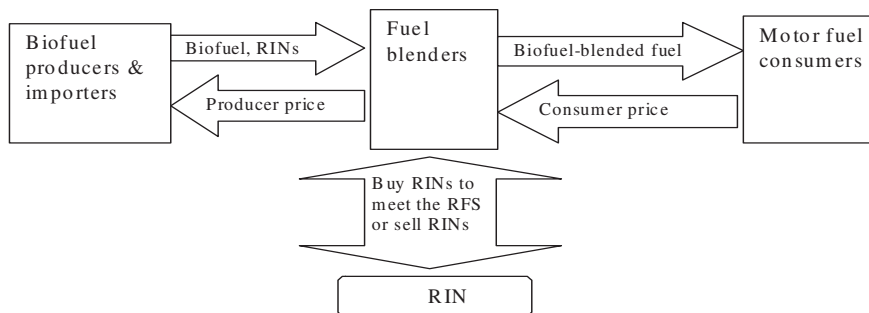 Biofuel
producers &
importers
Biofuel, RINs
Producer price
Fuel
blenders
Biofuel-blended fuel
Consumer price
Motor fuel
consumers
Buy RINs to
meet the RFS
or sell RINs
RIN